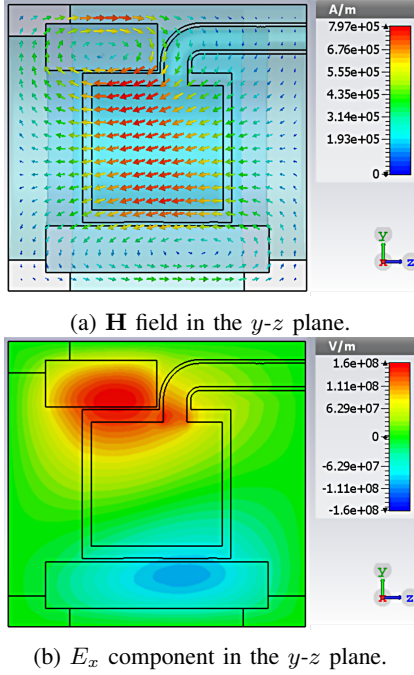 A/m
7.97e+05
6.76e+05
5.55e+05
4.34e+05
3.14e+05
1.93e+05
0
y
x
z
(a) H field in the y-z plane.
V/m
1.6e+08
1.11e+08
6.29e+07
0
-6.29e+07
-1.11e+08
-1.6e+08
y
x
z
(b) Ex component in the y-z plane.